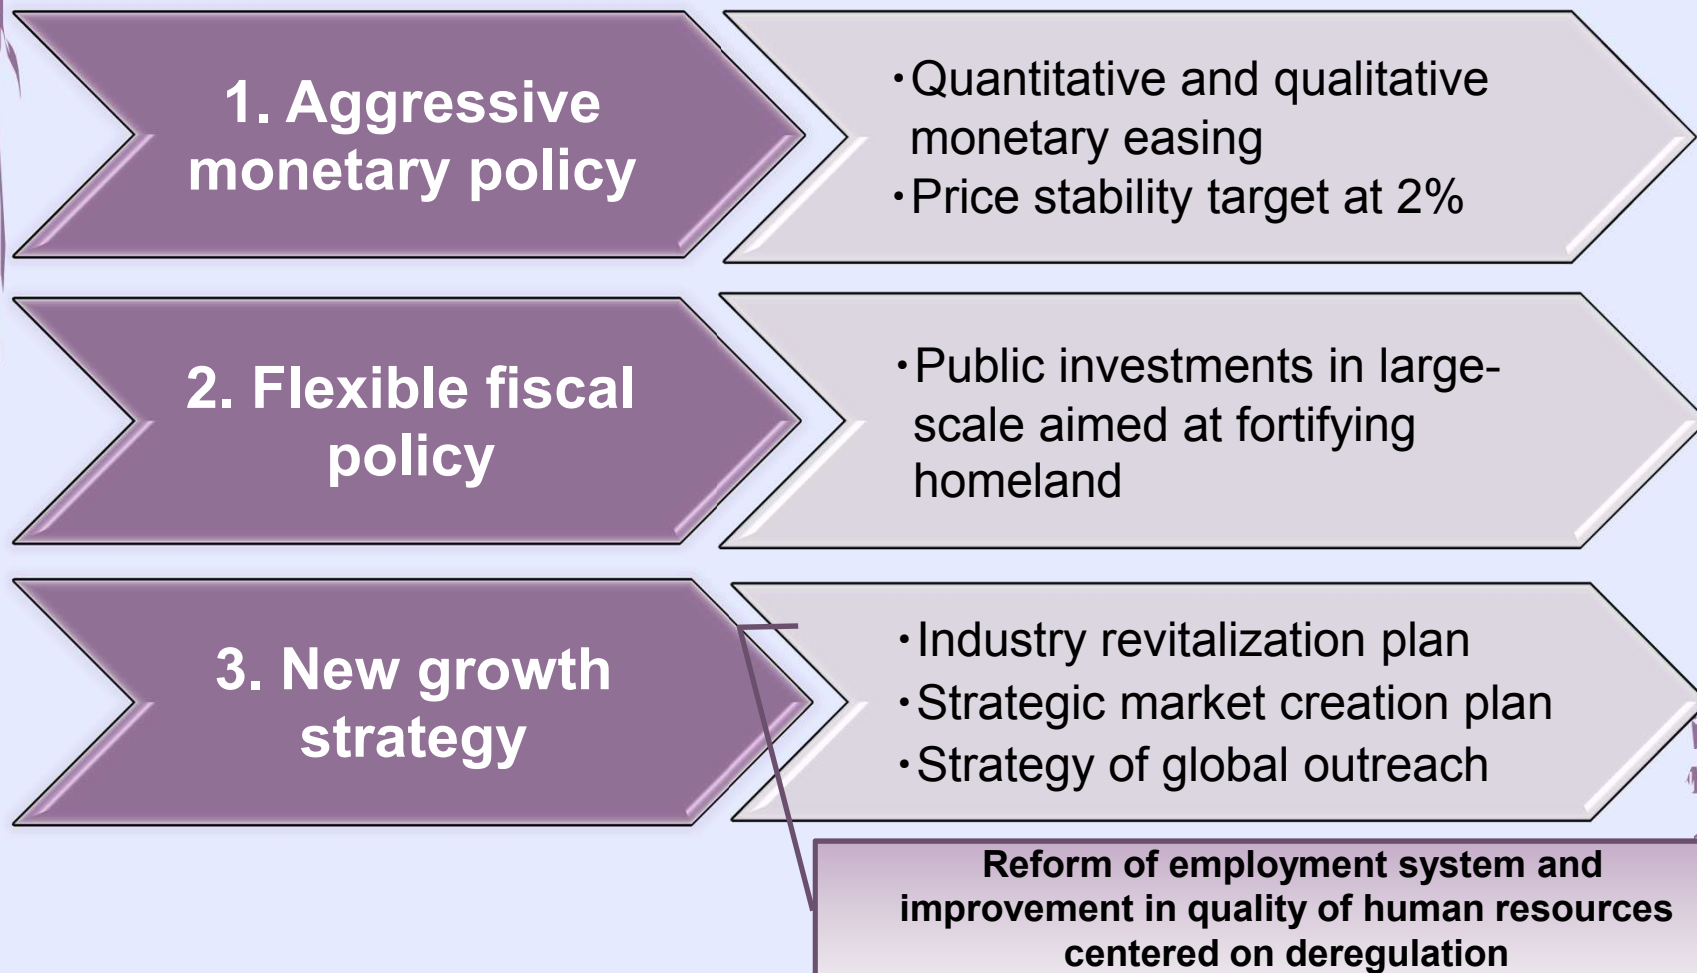 1. Aggressive
monetary policy
・Quantitative and qualitative
monetary easing
・Price stability target at 2%
2. Flexible fiscal
policy
・Public investments in large-
scale aimed at fortifying
homeland
3. New growth
strategy
・Industry revitalization plan
・Strategic market creation plan
・Strategy of global outreach
Reform of employment system and
improvement in quality of human resources
centered on deregulation